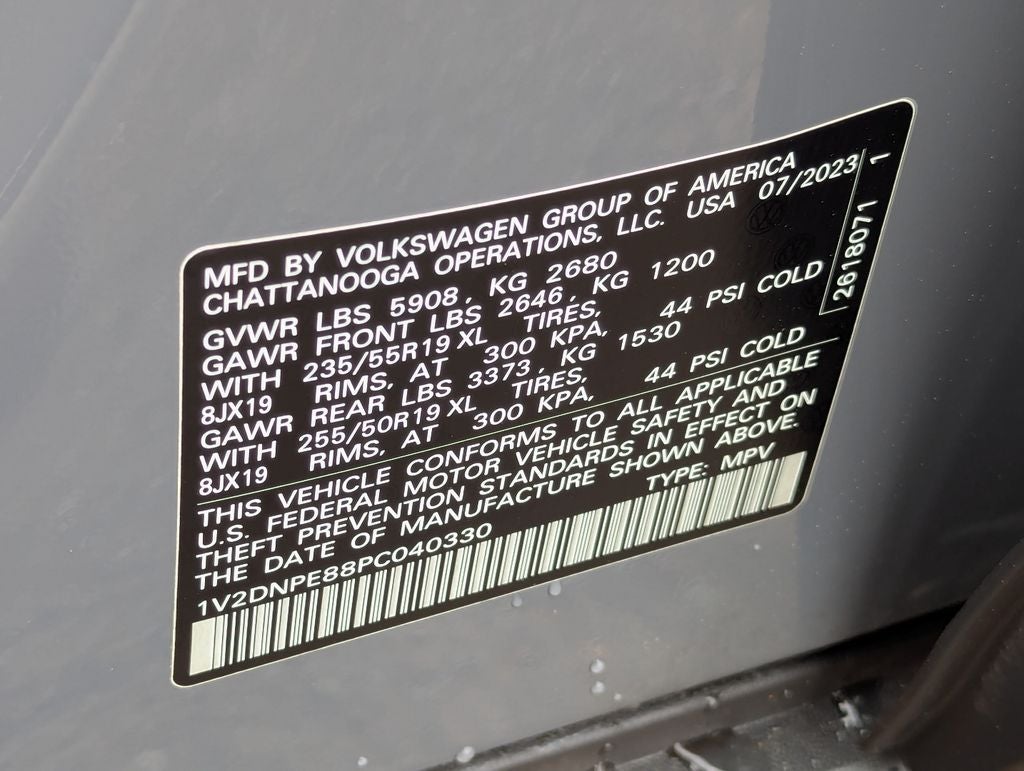 MFD BY VOLKSWAGEN GROUP OF AMERICA
CHATTANOOGA OPERATIONS, LLC. USA 07/2023
GVWR LBS 5908, KG 2680
GAWR FRONT LBS 2646, KG 1200
WITH 235/55R19 XL TIRES,
8JX19 RIMS, AT 300 KPA, 44 PSI COLD
GAWR REAR LBS 3373, KG 1530
WITH 255/50R19 XL TIRES,
8JX19 RIMS, AT 300 KPA, 44 PSI COLD
THIS VEHICLE CONFORMS TO ALL APPLICABLE
U.S. FEDERAL MOTOR VEHICLE SAFETY AND
THEFT PREVENTION STANDARDS IN EFFECT ON
THE DATE OF MANUFACTURE SHOWN ABOVE.
1V2DNPE88PC040330 TYPE: MPV
2618071 1